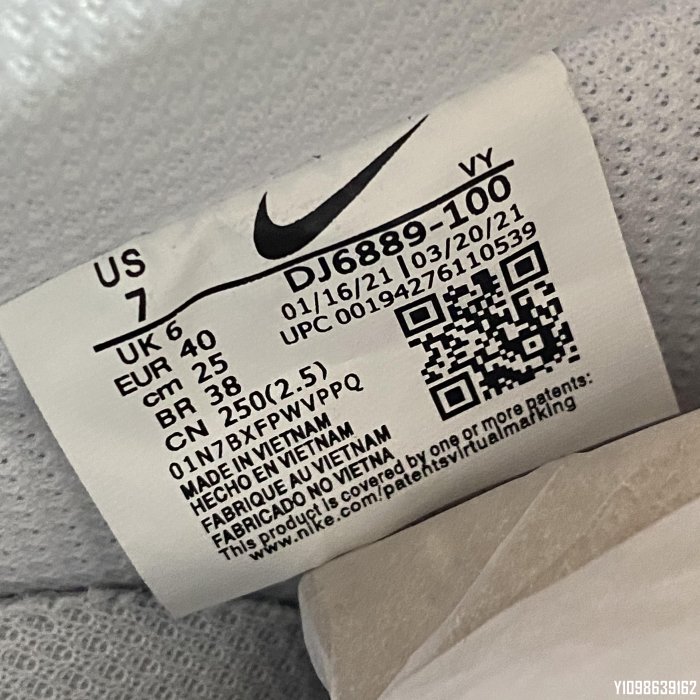 US
7
VY
DJ6889-100
01/16/21 | 03/20/21
UPC 00194276110539
UK 6
EUR 40
cm 25
BR 38
CN 250(2.5)
01N7BXFPWVPPQ
MADE IN VIETNAM
HECHO EN VIETNAM
FABRIQUE AU VIETNAM
FABRICADO NO VIETNA
This product is covered by one or more patents:
www.nike.com/patentsvirtualmarking
Y1098639162